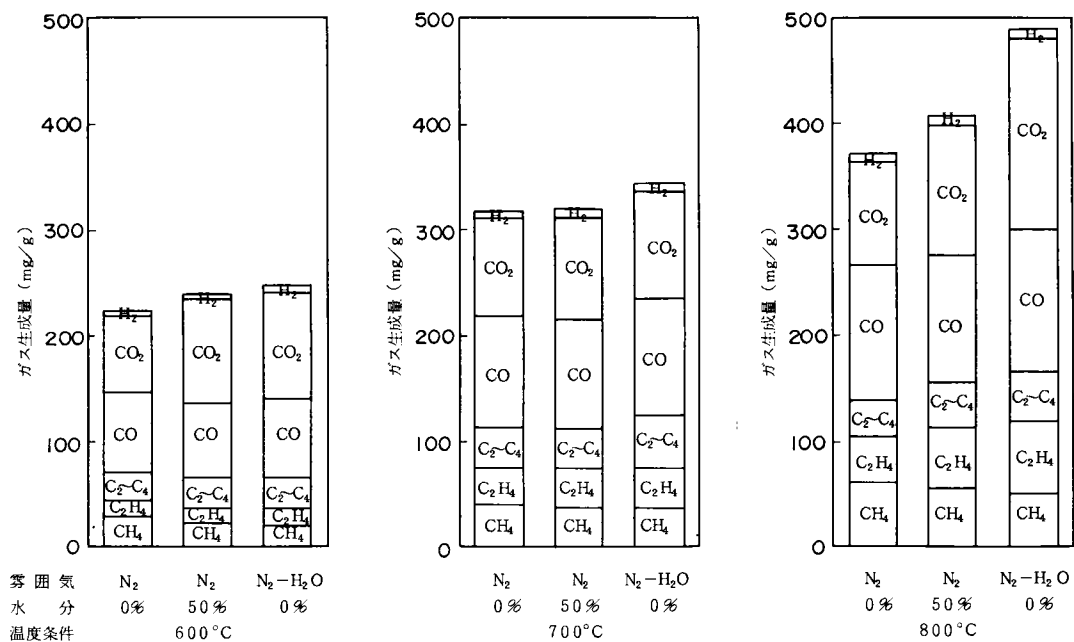 500
400
300
200
100
0
ガス生成量 (mg/g)
H₂
CO₂
CO
C₂~C₄
C₂H₄
CH₄
H₂
CO₂
CO
C₂~C₄
C₂H₄
CH₄
H₂
CO₂
CO
C₂~C₄
C₂H₄
CH₄
500
400
300
200
100
0
ガス生成量 (mg/g)
H₂
CO₂
CO
C₂~C₄
C₂H₄
CH₄
H₂
CO₂
CO
C₂~C₄
C₂H₄
CH₄
H₂
CO₂
CO
C₂~C₄
C₂H₄
CH₄
500
400
300
200
100
0
ガス生成量 (mg/g)
H₂
CO₂
CO
C₂~C₄
C₂H₄
CH₄
H₂
CO₂
CO
C₂~C₄
C₂H₄
CH₄
H₂
CO₂
CO
C₂~C₄
C₂H₄
CH₄
雰囲気 N₂ N₂ N₂-H₂O N₂ N₂ N₂-H₂O N₂ N₂ N₂-H₂O
水分 0% 50% 0% 0% 50% 0% 0% 50% 0%
温度条件 600°C 700°C 800°C